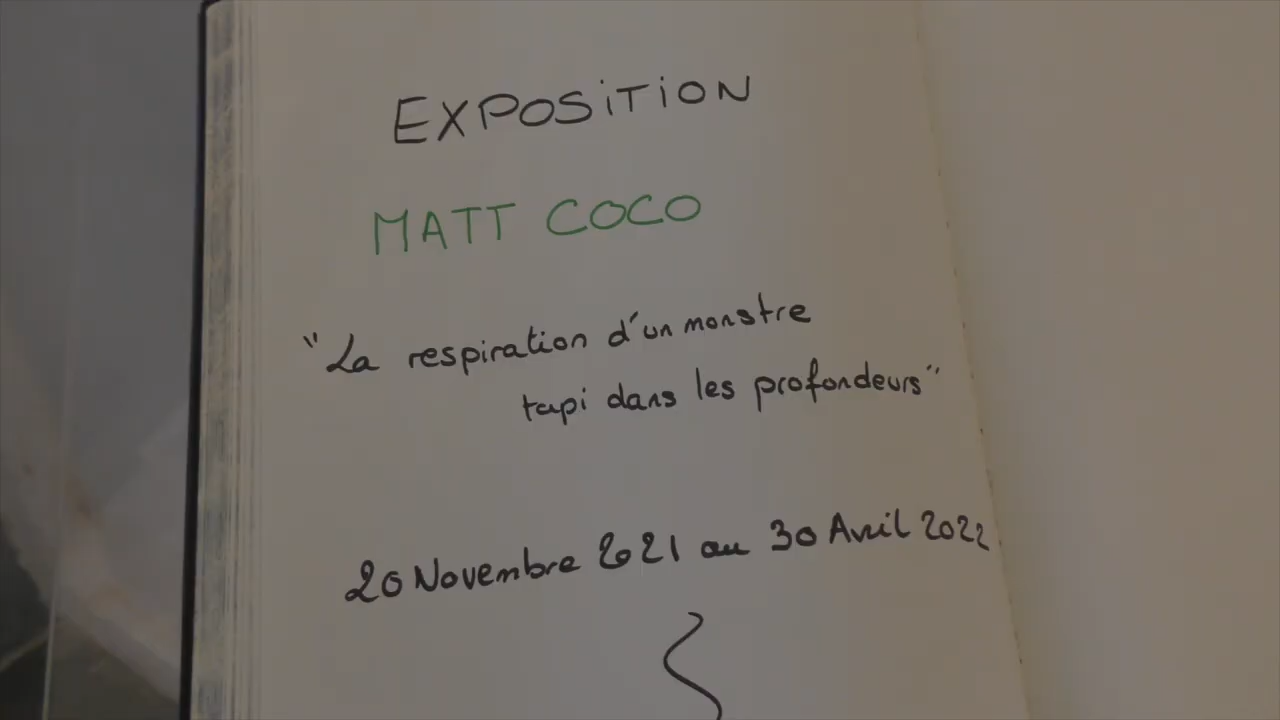 EXPOSITION
MATT COCO
"La respiration d'un monstre
tapi dans les profondeurs"
20 Novembre 2021 au 30 Avril 2022